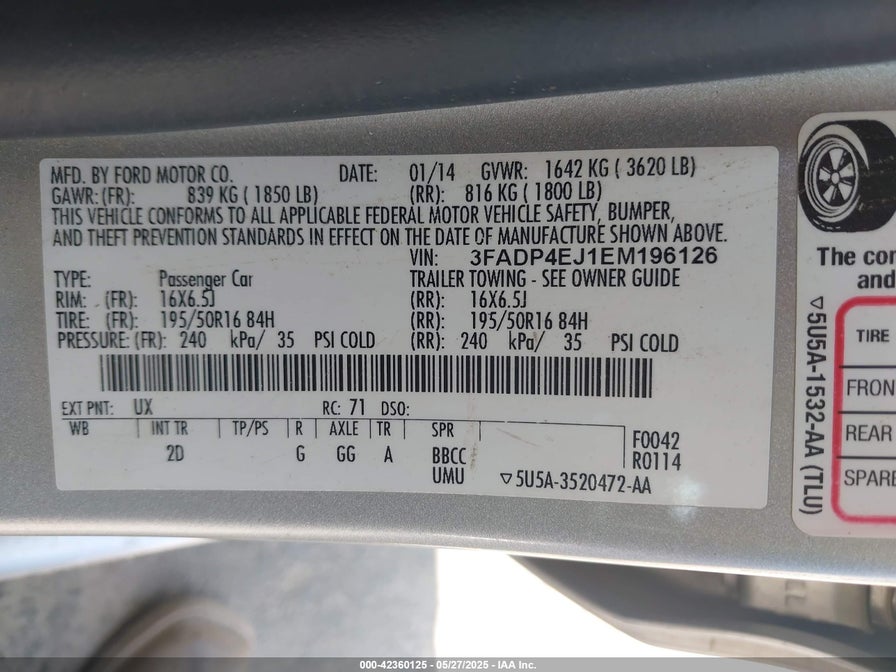 MFD. BY FORD MOTOR CO. DATE: 01/14 GVWR: 1642 KG ( 3620 LB)
GAWR: (FR): 839 KG ( 1850 LB) (RR): 816 KG ( 1800 LB)
THIS VEHICLE CONFORMS TO ALL APPLICABLE FEDERAL MOTOR VEHICLE SAFETY, BUMPER,
AND THEFT PREVENTION STANDARDS IN EFFECT ON THE DATE OF MANUFACTURE SHOWN ABOVE.
VIN: 3FADP4EJ1EM196126
TYPE: Passenger Car TRAILER TOWING - SEE OWNER GUIDE
RIM: (FR): 16X6.5J (RR): 16X6.5J
TIRE: (FR): 195/50R16 84H (RR): 195/50R16 84H
PRESSURE: (FR): 240 kPa/ 35 PSI COLD (RR): 240 kPa/ 35 PSI COLD
EXT PNT: UX RC: 71 DSO:
WB INT TR TP/PS R AXLE TR SPR
2D G GG A BBCC
UMU
F0042
R0114
▽5U5A-3520472-AA
The con
and
▽5U5A-1532-AA (TLU)
TIRE
FRON
REAR
SPARE
000-42360125 - 05/27/2025 - IAA Inc.